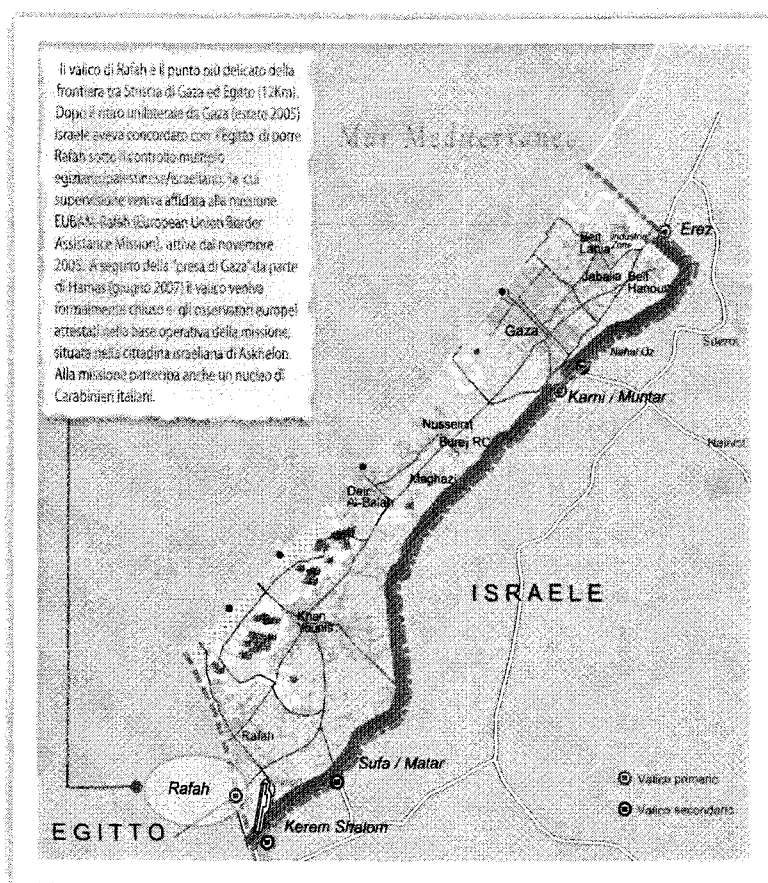 Il valico di Rafah è il punto più delicato della
frontiera tra Striscia di Gaza ed Egitto (12Km).
Dopo il ritiro unilaterale da Gaza (estate 2005)
Israele aveva concordato con l'Egitto di porre
Rafah sotto il controllo multiplo
egiziano/palestinese/israeliano, la cui
supervisione veniva affidata alla missione
EUBAM-Rafah (European Union Border
Assistance Mission), attiva dal novembre
2005. A seguito della "presa di Gaza" da parte
di Hamas (giugno 2007) il valico veniva
formalmente chiuso e gli osservatori europei
attestati nella base operativa della missione,
situata nella cittadina israeliana di Askhelon.
Alla missione partecipa anche un nucleo di
Carabinieri italiani.
Mar Mediterraneo
Erez
Beit
Lahia
Industrial
Zone
Jabalia
Beit
Hanoun
Gaza
Nahal Oz
Sderot
Karni / Muntar
Netivot
Nusseirat
Burej RC
Maghazi
Deir
Al-Balah
ISRAELE
Khan
Younis
Rafah
Sufa / Matar
Rafah
EGITTO
Kerem Shalom
Valico primario
Valico secondario